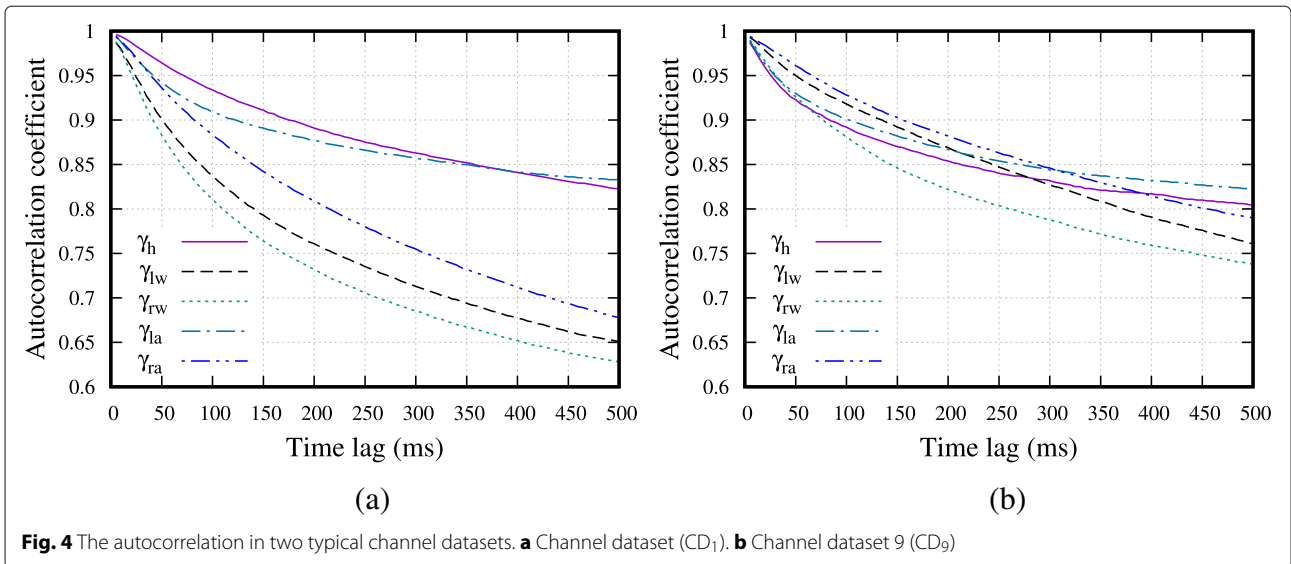 1
0.95
0.9
0.85
0.8
0.75
0.7
0.65
0.6
Autocorrelation coefficient
γh
γlw
γrw
γla
γra
0 50 100 150 200 250 300 350 400 450 500
Time lag (ms)
(a)
1
0.95
0.9
0.85
0.8
0.75
0.7
0.65
0.6
Autocorrelation coefficient
γh
γlw
γrw
γla
γra
0 50 100 150 200 250 300 350 400 450 500
Time lag (ms)
(b)
Fig. 4 The autocorrelation in two typical channel datasets. a Channel dataset (CD1). b Channel dataset 9 (CD9)